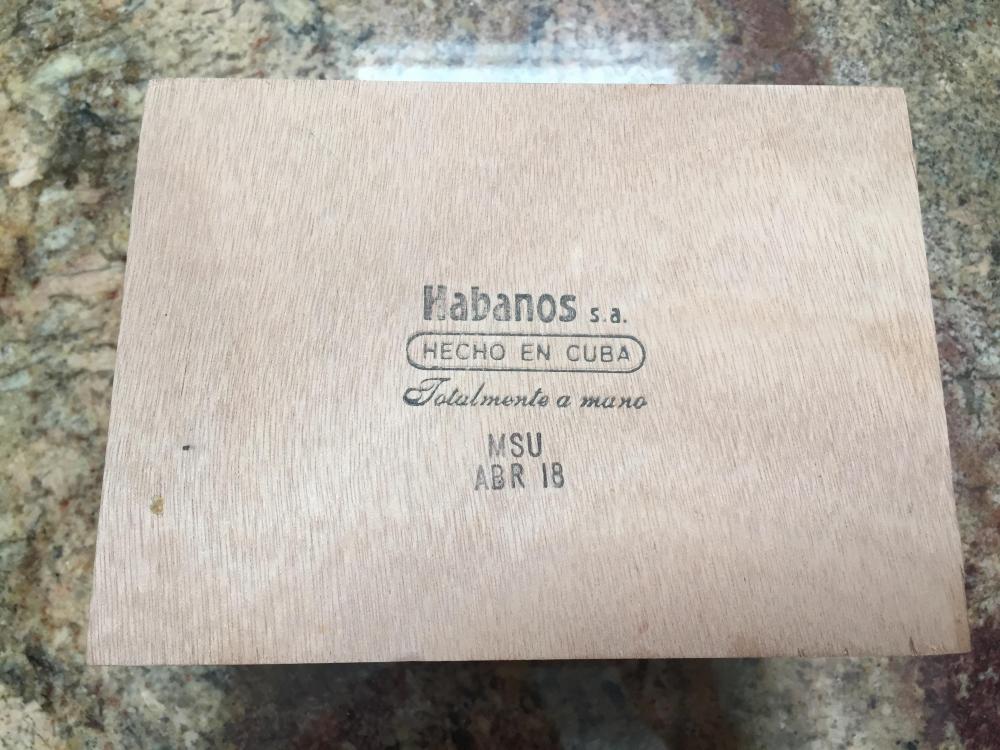 Habanos s.a.
HECHO EN CUBA
Totalmente a mano
MSU
ABR 18